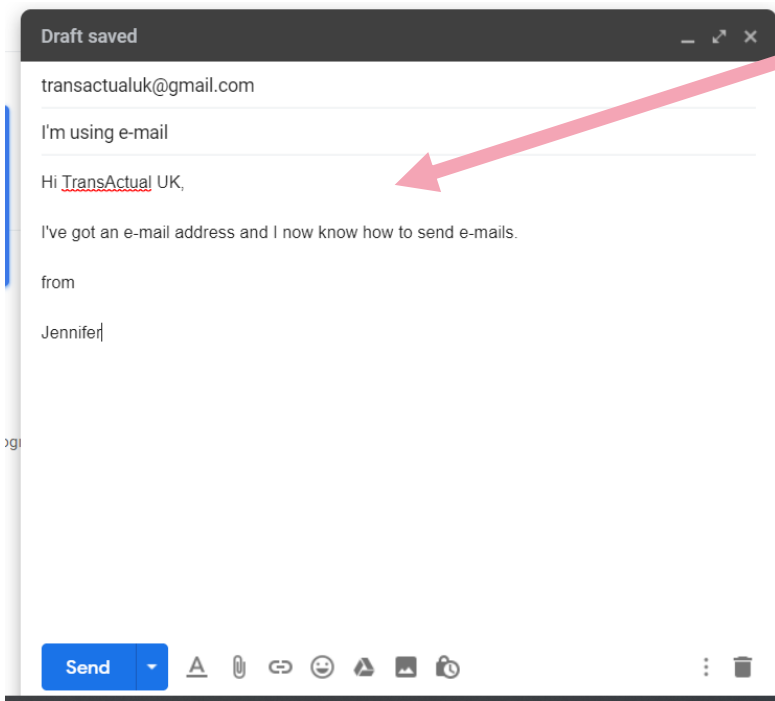 Draft saved
transactualuk@gmail.com
I'm using e-mail
Hi TransActual UK,
I've got an e-mail address and I now know how to send e-mails.
from
Jennifer
Send